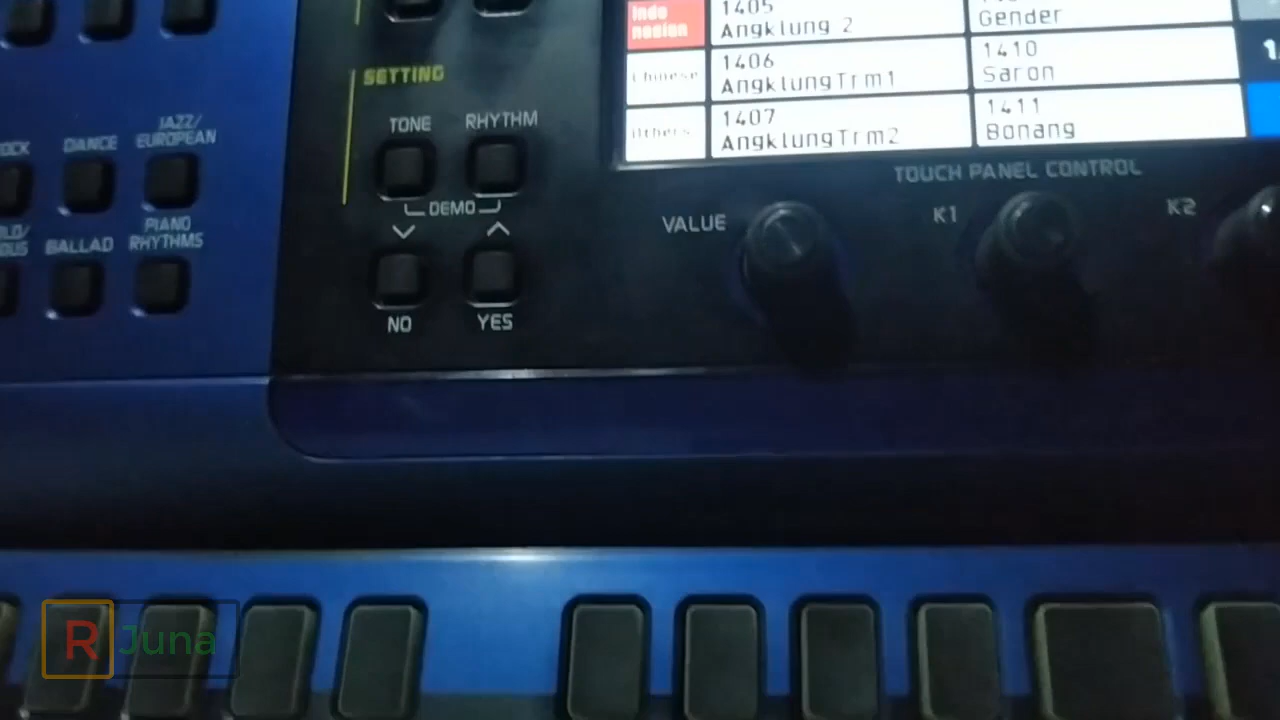 Indo
nesian
1405
Angklung 2
Gender
Chinese
1406
AngklungTrm1
1410
Saron
Others
1407
AngklungTrm2
1411
Bonang
SETTING
TONE
RHYTHM
DEMO
NO
YES
JAZZ/
EUROPEAN
DANCE
PIANO
RHYTHMS
BALLAD
TOUCH PANEL CONTROL
VALUE
K1
K2
R Juna